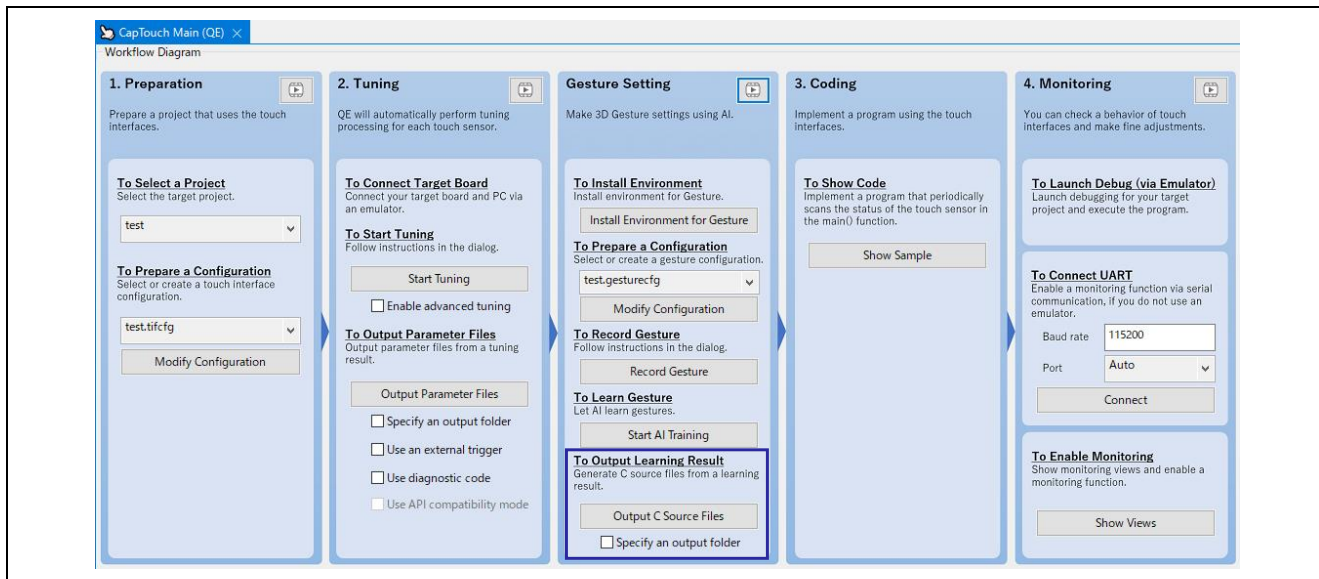 CapTouch Main (QE)
Workflow Diagram
1. Preparation
Prepare a project that uses the touch
interfaces.
To Select a Project
Select the target project.
test
To Prepare a Configuration
Select or create a touch interface
configuration.
test.tifcfg
Modify Configuration
2. Tuning
QE will automatically perform tuning
processing for each touch sensor.
To Connect Target Board
Connect your target board and PC via
an emulator.
To Start Tuning
Follow instructions in the dialog.
Start Tuning
Enable advanced tuning
To Output Parameter Files
Output parameter files from a tuning
result.
Output Parameter Files
Specify an output folder
Use an external trigger
Use diagnostic code
Use API compatibility mode
Gesture Setting
Make 3D Gesture settings using AI.
To Install Environment
Install environment for Gesture.
Install Environment for Gesture
To Prepare a Configuration
Select or create a gesture configuration.
test.gesturecfg
Modify Configuration
To Record Gesture
Follow instructions in the dialog.
Record Gesture
To Learn Gesture
Let AI learn gestures.
Start AI Training
To Output Learning Result
Generate C source files from a learning
result.
Output C Source Files
Specify an output folder
3. Coding
Implement a program using the touch
interfaces.
To Show Code
Implement a program that periodically
scans the status of the touch sensor in
the main() function.
Show Sample
4. Monitoring
You can check a behavior of touch
interfaces and make fine adjustments.
To Launch Debug (via Emulator)
Launch debugging for your target
project and execute the program.
To Connect UART
Enable a monitoring function via serial
communication, if you do not use an
emulator.
Baud rate 115200
Port Auto
Connect
To Enable Monitoring
Show monitoring views and enable a
monitoring function.
Show Views